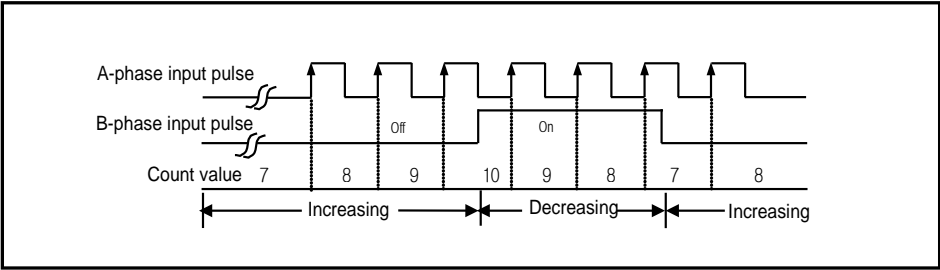 A-phase input pulse
B-phase input pulse
Off On
Count value 7 8 9 10 9 8 7 8
Increasing Decreasing Increasing